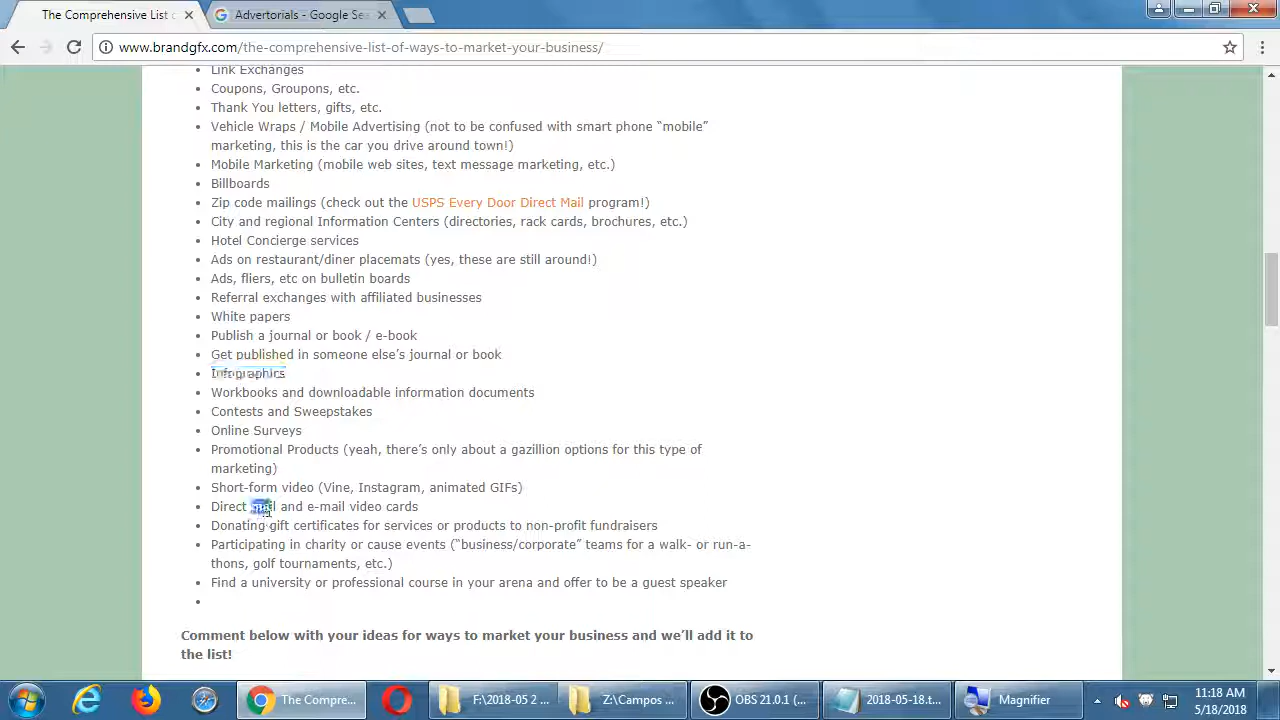 The Comprehensive List
Advertorials - Google Sea
www.brandgfx.com/the-comprehensive-list-of-ways-to-market-your-business/
Link Exchanges
Coupons, Groupons, etc.
Thank You letters, gifts, etc.
Vehicle Wraps / Mobile Advertising (not to be confused with smart phone “mobile”
marketing, this is the car you drive around town!)
Mobile Marketing (mobile web sites, text message marketing, etc.)
Billboards
Zip code mailings (check out the USPS Every Door Direct Mail program!)
City and regional Information Centers (directories, rack cards, brochures, etc.)
Hotel Concierge services
Ads on restaurant/diner placemats (yes, these are still around!)
Ads, fliers, etc on bulletin boards
Referral exchanges with affiliated businesses
White papers
Publish a journal or book / e-book
Get published in someone else’s journal or book
Infographics
Workbooks and downloadable information documents
Contests and Sweepstakes
Online Surveys
Promotional Products (yeah, there’s only about a gazillion options for this type of
marketing)
Short-form video (Vine, Instagram, animated GIFs)
Direct mail and e-mail video cards
Donating gift certificates for services or products to non-profit fundraisers
Participating in charity or cause events (“business/corporate” teams for a walk- or run-a-
thons, golf tournaments, etc.)
Find a university or professional course in your arena and offer to be a guest speaker
Comment below with your ideas for ways to market your business and we’ll add it to
the list!
The Compre...
F:\2018-05 2 ...
Z:\Campos ...
OBS 21.0.1 (...
2018-05-18.t...
Magnifier
11:18 AM
5/18/2018